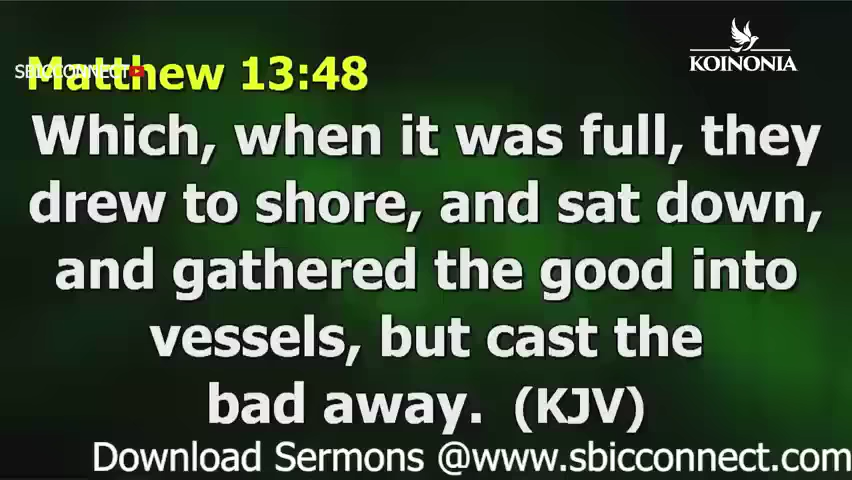 KOINONIA
SBICCONNECT
Matthew 13:48
Which, when it was full, they
drew to shore, and sat down,
and gathered the good into
vessels, but cast the
bad away. (KJV)
Download Sermons @www.sbicconnect.com